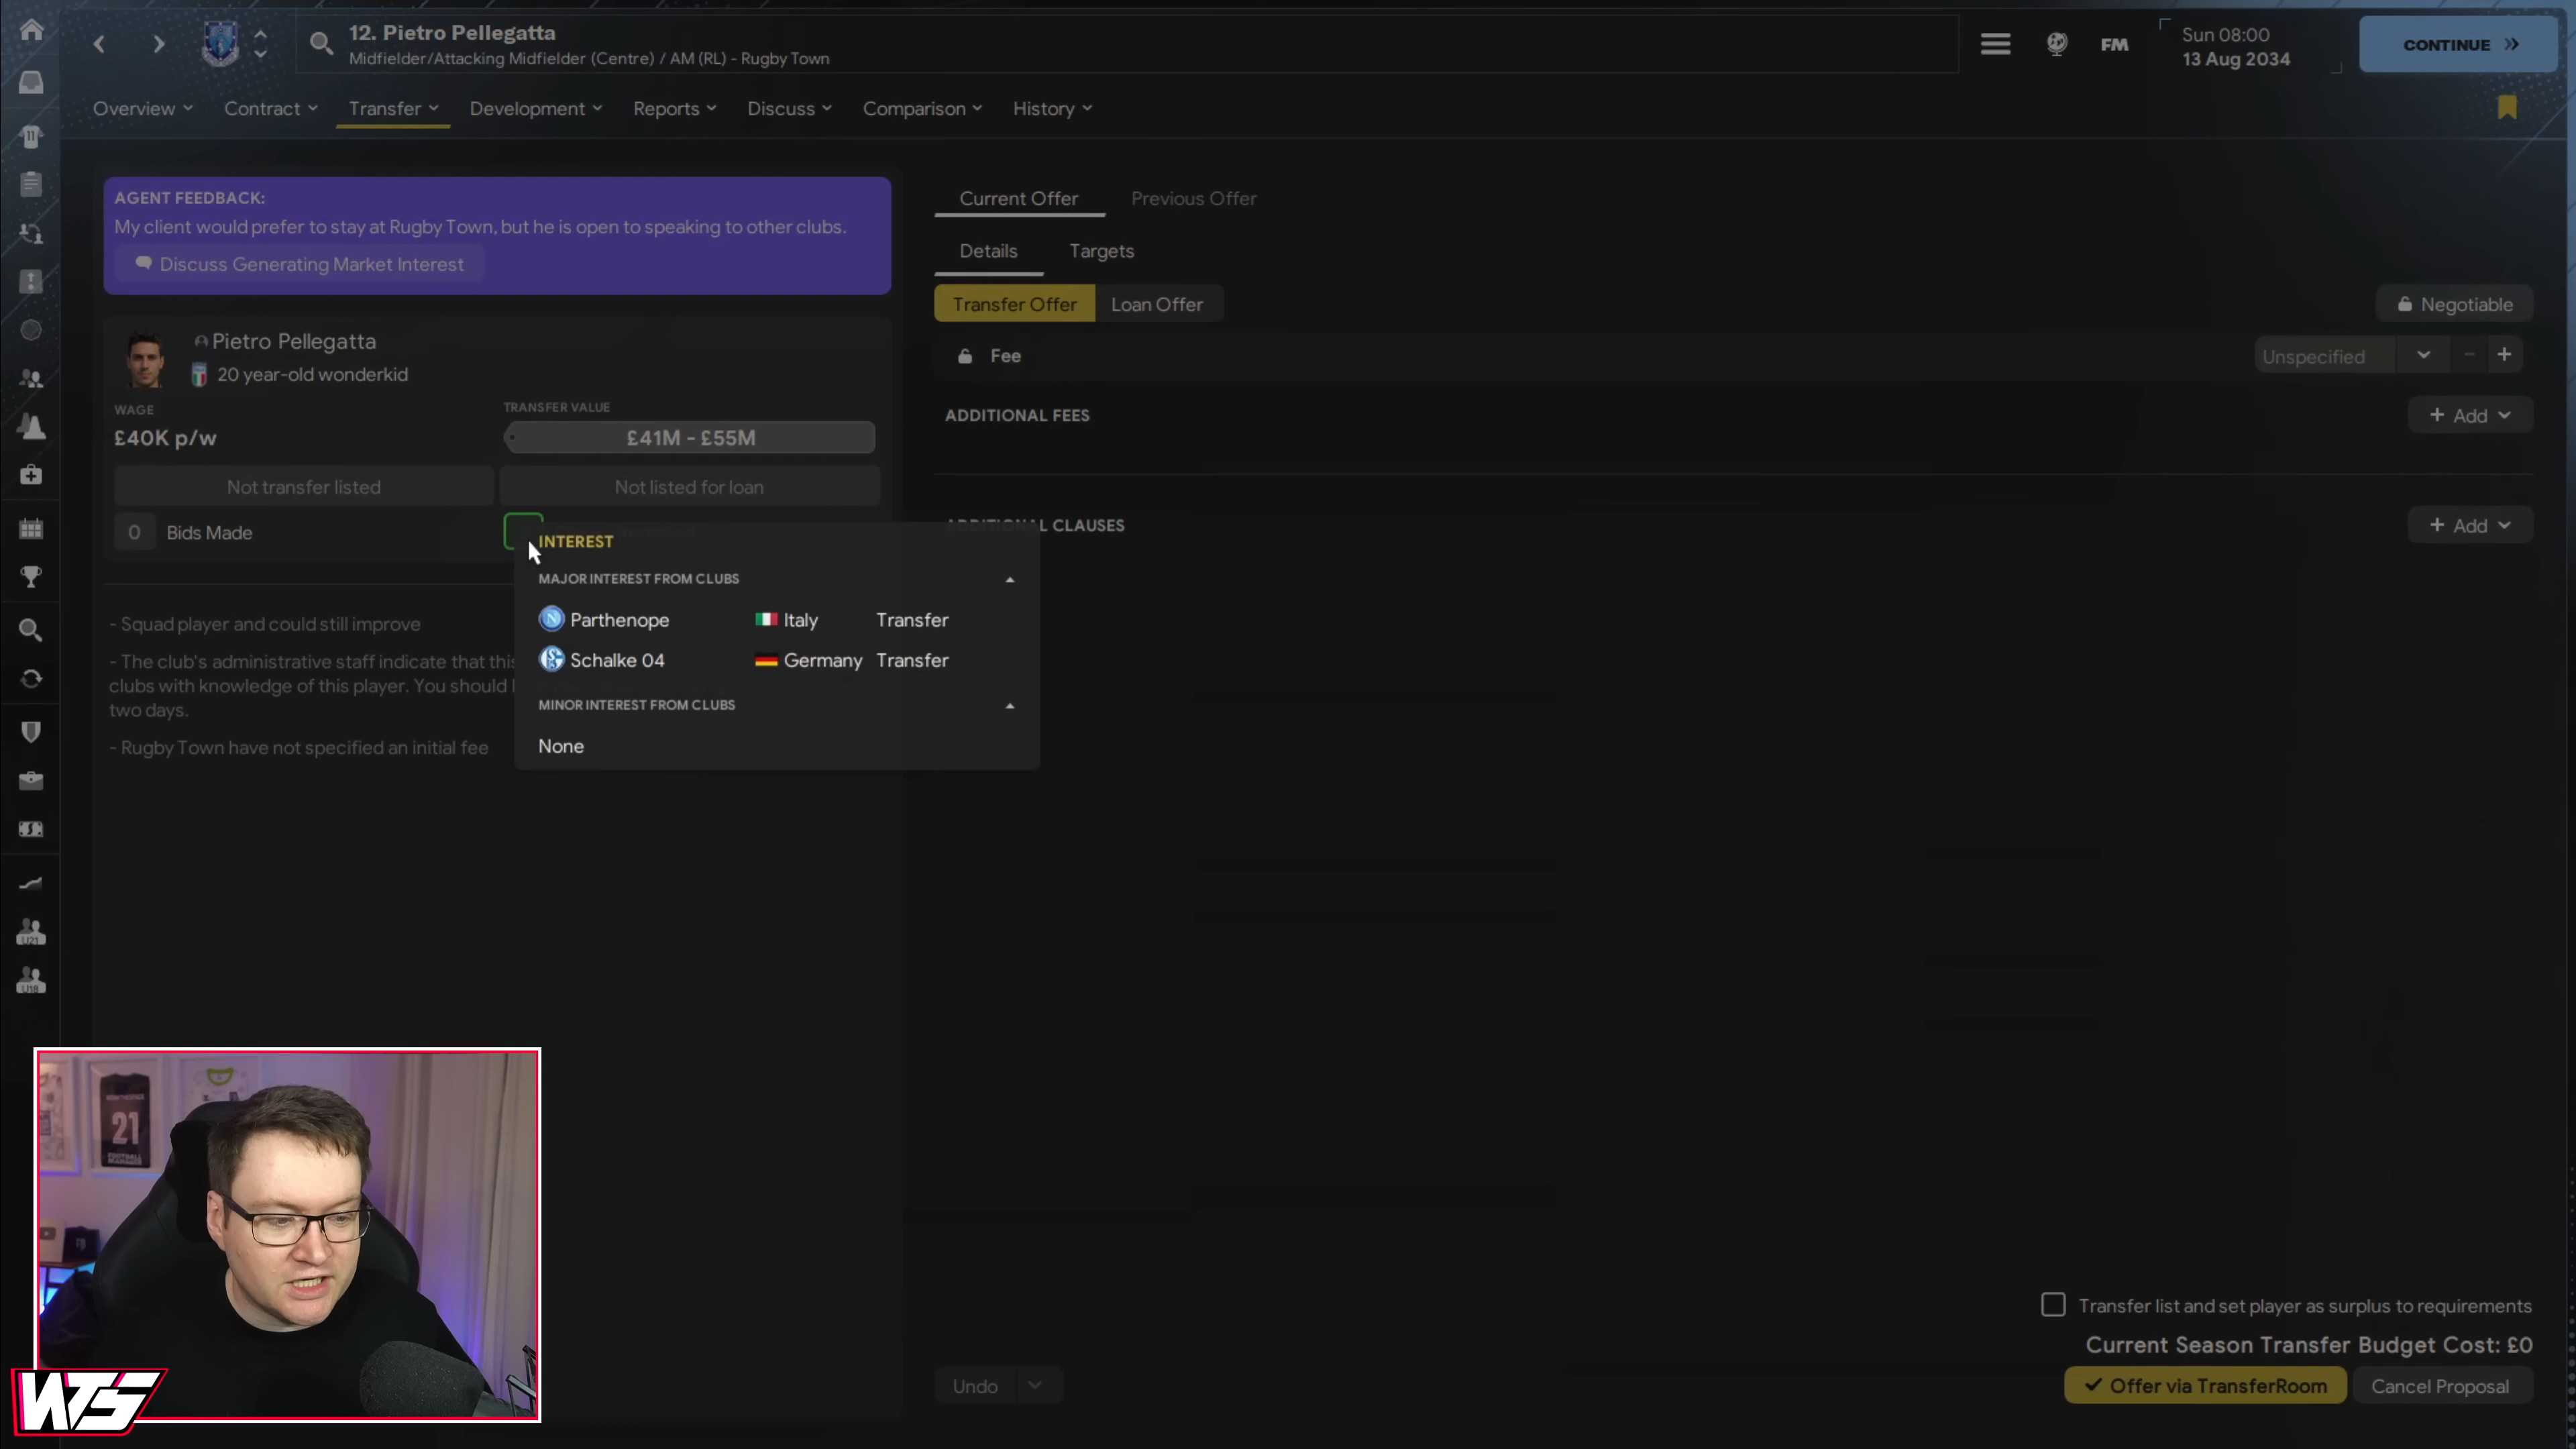 12. Pietro Pellegatta
Midfielder/Attacking Midfielder (Centre) / AM (RL) - Rugby Town
FM
Sun 08:00
13 Aug 2034
CONTINUE
Overview
Contract
Transfer
Development
Reports
Discuss
Comparison
History
AGENT FEEDBACK:
My client would prefer to stay at Rugby Town, but he is open to speaking to other clubs.
Discuss Generating Market Interest
Pietro Pellegatta
20 year-old wonderkid
WAGE
£40K p/w
TRANSFER VALUE
£41M - £55M
Not transfer listed
Not listed for loan
0 Bids Made
- Squad player and could still improve
- The club's administrative staff indicate that this
clubs with knowledge of this player. You should
two days.
- Rugby Town have not specified an initial fee
INTEREST
MAJOR INTEREST FROM CLUBS
Parthenope Italy Transfer
Schalke 04 Germany Transfer
MINOR INTEREST FROM CLUBS
None
Current Offer
Previous Offer
Details
Targets
Transfer Offer
Loan Offer
Negotiable
Fee
Unspecified
ADDITIONAL FEES
+ Add
ADDITIONAL CLAUSES
+ Add
Transfer list and set player as surplus to requirements
Current Season Transfer Budget Cost: £0
Undo
Offer via TransferRoom
Cancel Proposal
11
U21
U18
21
FOOTBALL
MANAGER
WTS